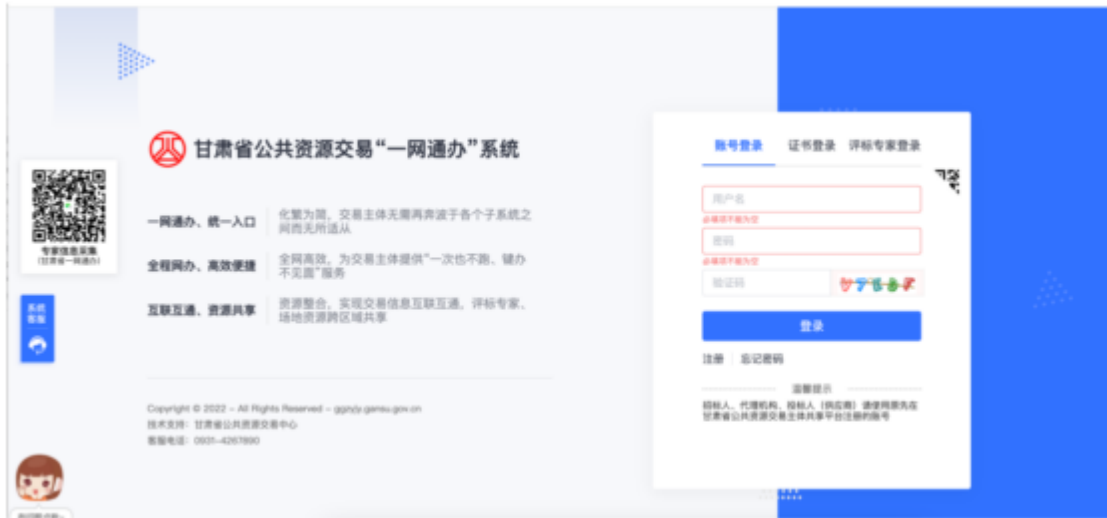 甘肃省公共资源交易“一网通办”系统
专家信息采集
(甘肃省一网通办)
系统
客服
一网通办、统一入口
化繁为简，交易主体无需再奔波于各个子系统之
间而无所适从
全程网办、高效便捷
全网高效，为交易主体提供“一次也不跑、键办
不见面”服务
互联互通、资源共享
资源整合，实现交易信息互联互通，评标专家、
场地资源跨区域共享
Copyright © 2022 - All Rights Reserved - ggzyjy.gansu.gov.cn
技术支持：甘肃省公共资源交易中心
客服电话：0931-4267890
账号登录 证书登录 评标专家登录
用户名
必填项不能为空
密码
必填项不能为空
验证码
登录
注册 忘记密码
温馨提示
招标人、代理机构、投标人（供应商）请使用原先在
甘肃省公共资源交易主体共享平台注册的账号